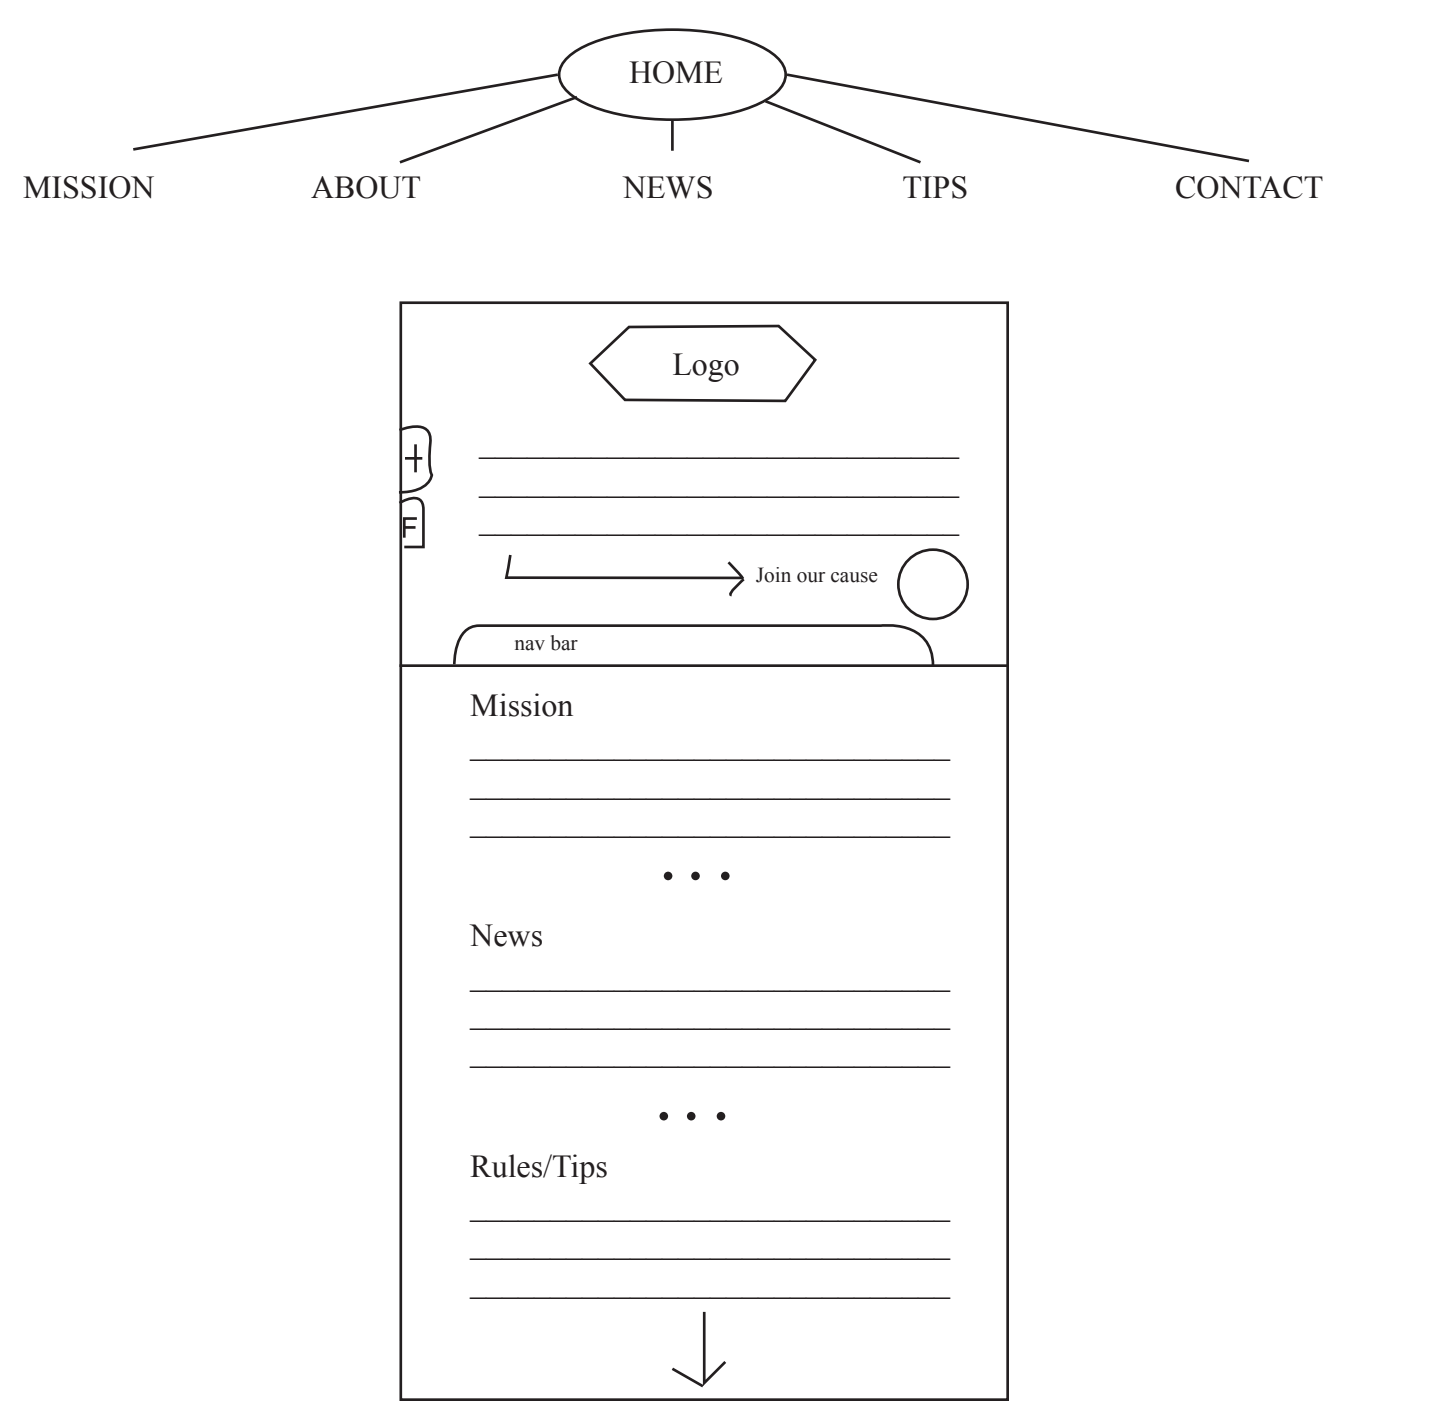 HOME
MISSION ABOUT NEWS TIPS CONTACT
Logo
F
Join our cause
nav bar
Mission
News
Rules/Tips